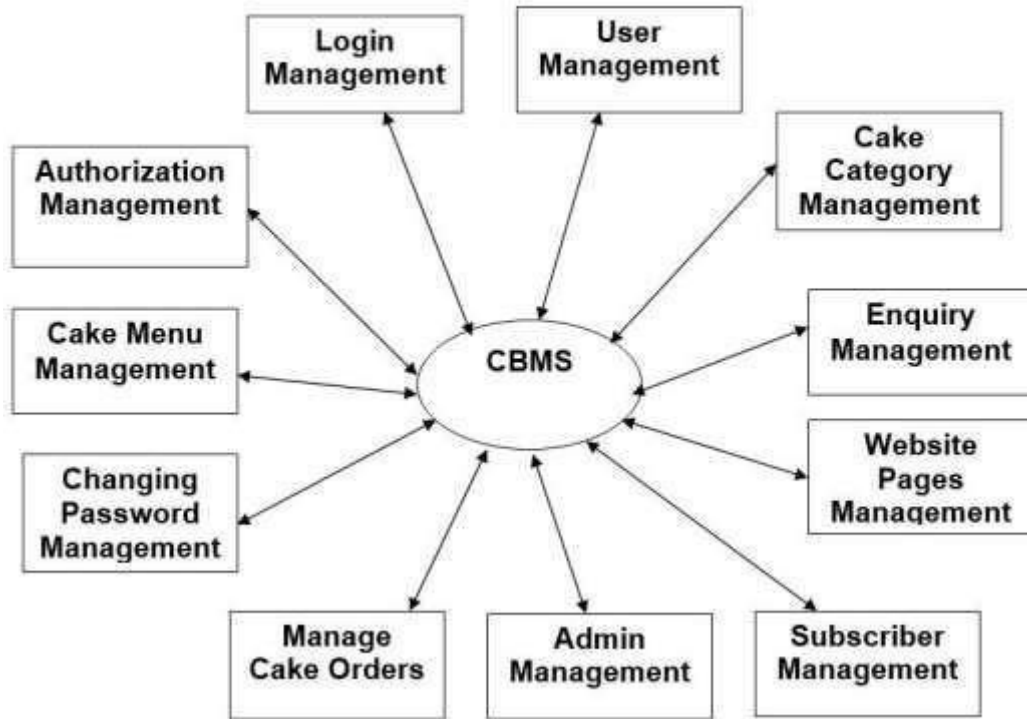 Login
Management
User
Management
Cake
Category
Management
Authorization
Management
Cake Menu
Management
CBMS
Enquiry
Management
Changing
Password
Management
Website
Pages
Management
Manage
Cake Orders
Admin
Management
Subscriber
Management